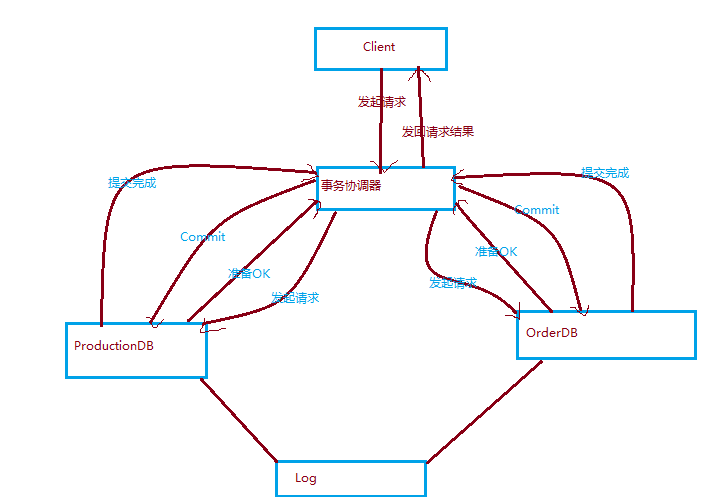 Client
发起请求
发回请求结果
提交完成
事务协调器
提交完成
Commit
Commit
准备OK
准备OK
发起请求
发起请求
ProductionDB
OrderDB
Log